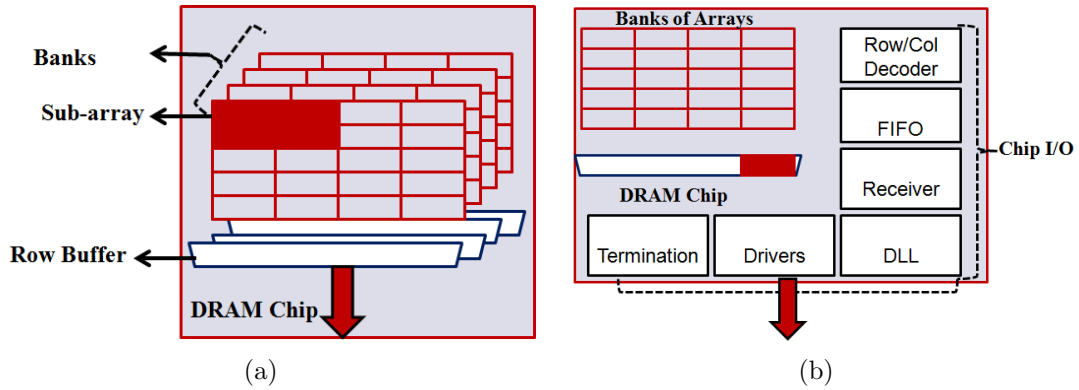 Banks
Sub-array
Row Buffer
DRAM Chip
(a)
Banks of Arrays
Row/Col
Decoder
FIFO
Chip I/O
Receiver
DRAM Chip
Termination
Drivers
DLL
(b)